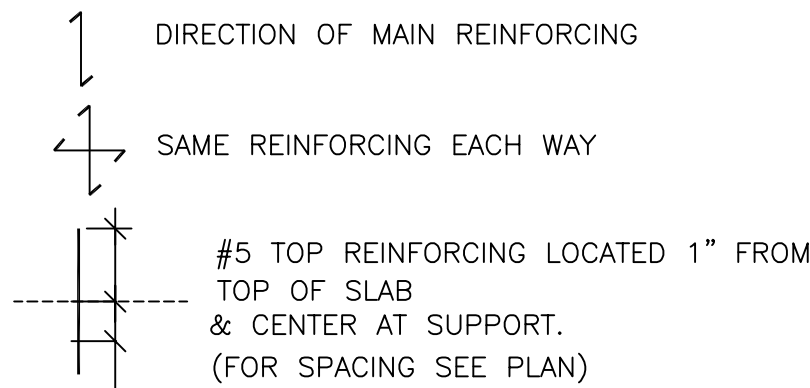 DIRECTION OF MAIN REINFORCING
SAME REINFORCING EACH WAY
#5 TOP REINFORCING LOCATED 1” FROM
TOP OF SLAB
& CENTER AT SUPPORT.
(FOR SPACING SEE PLAN)